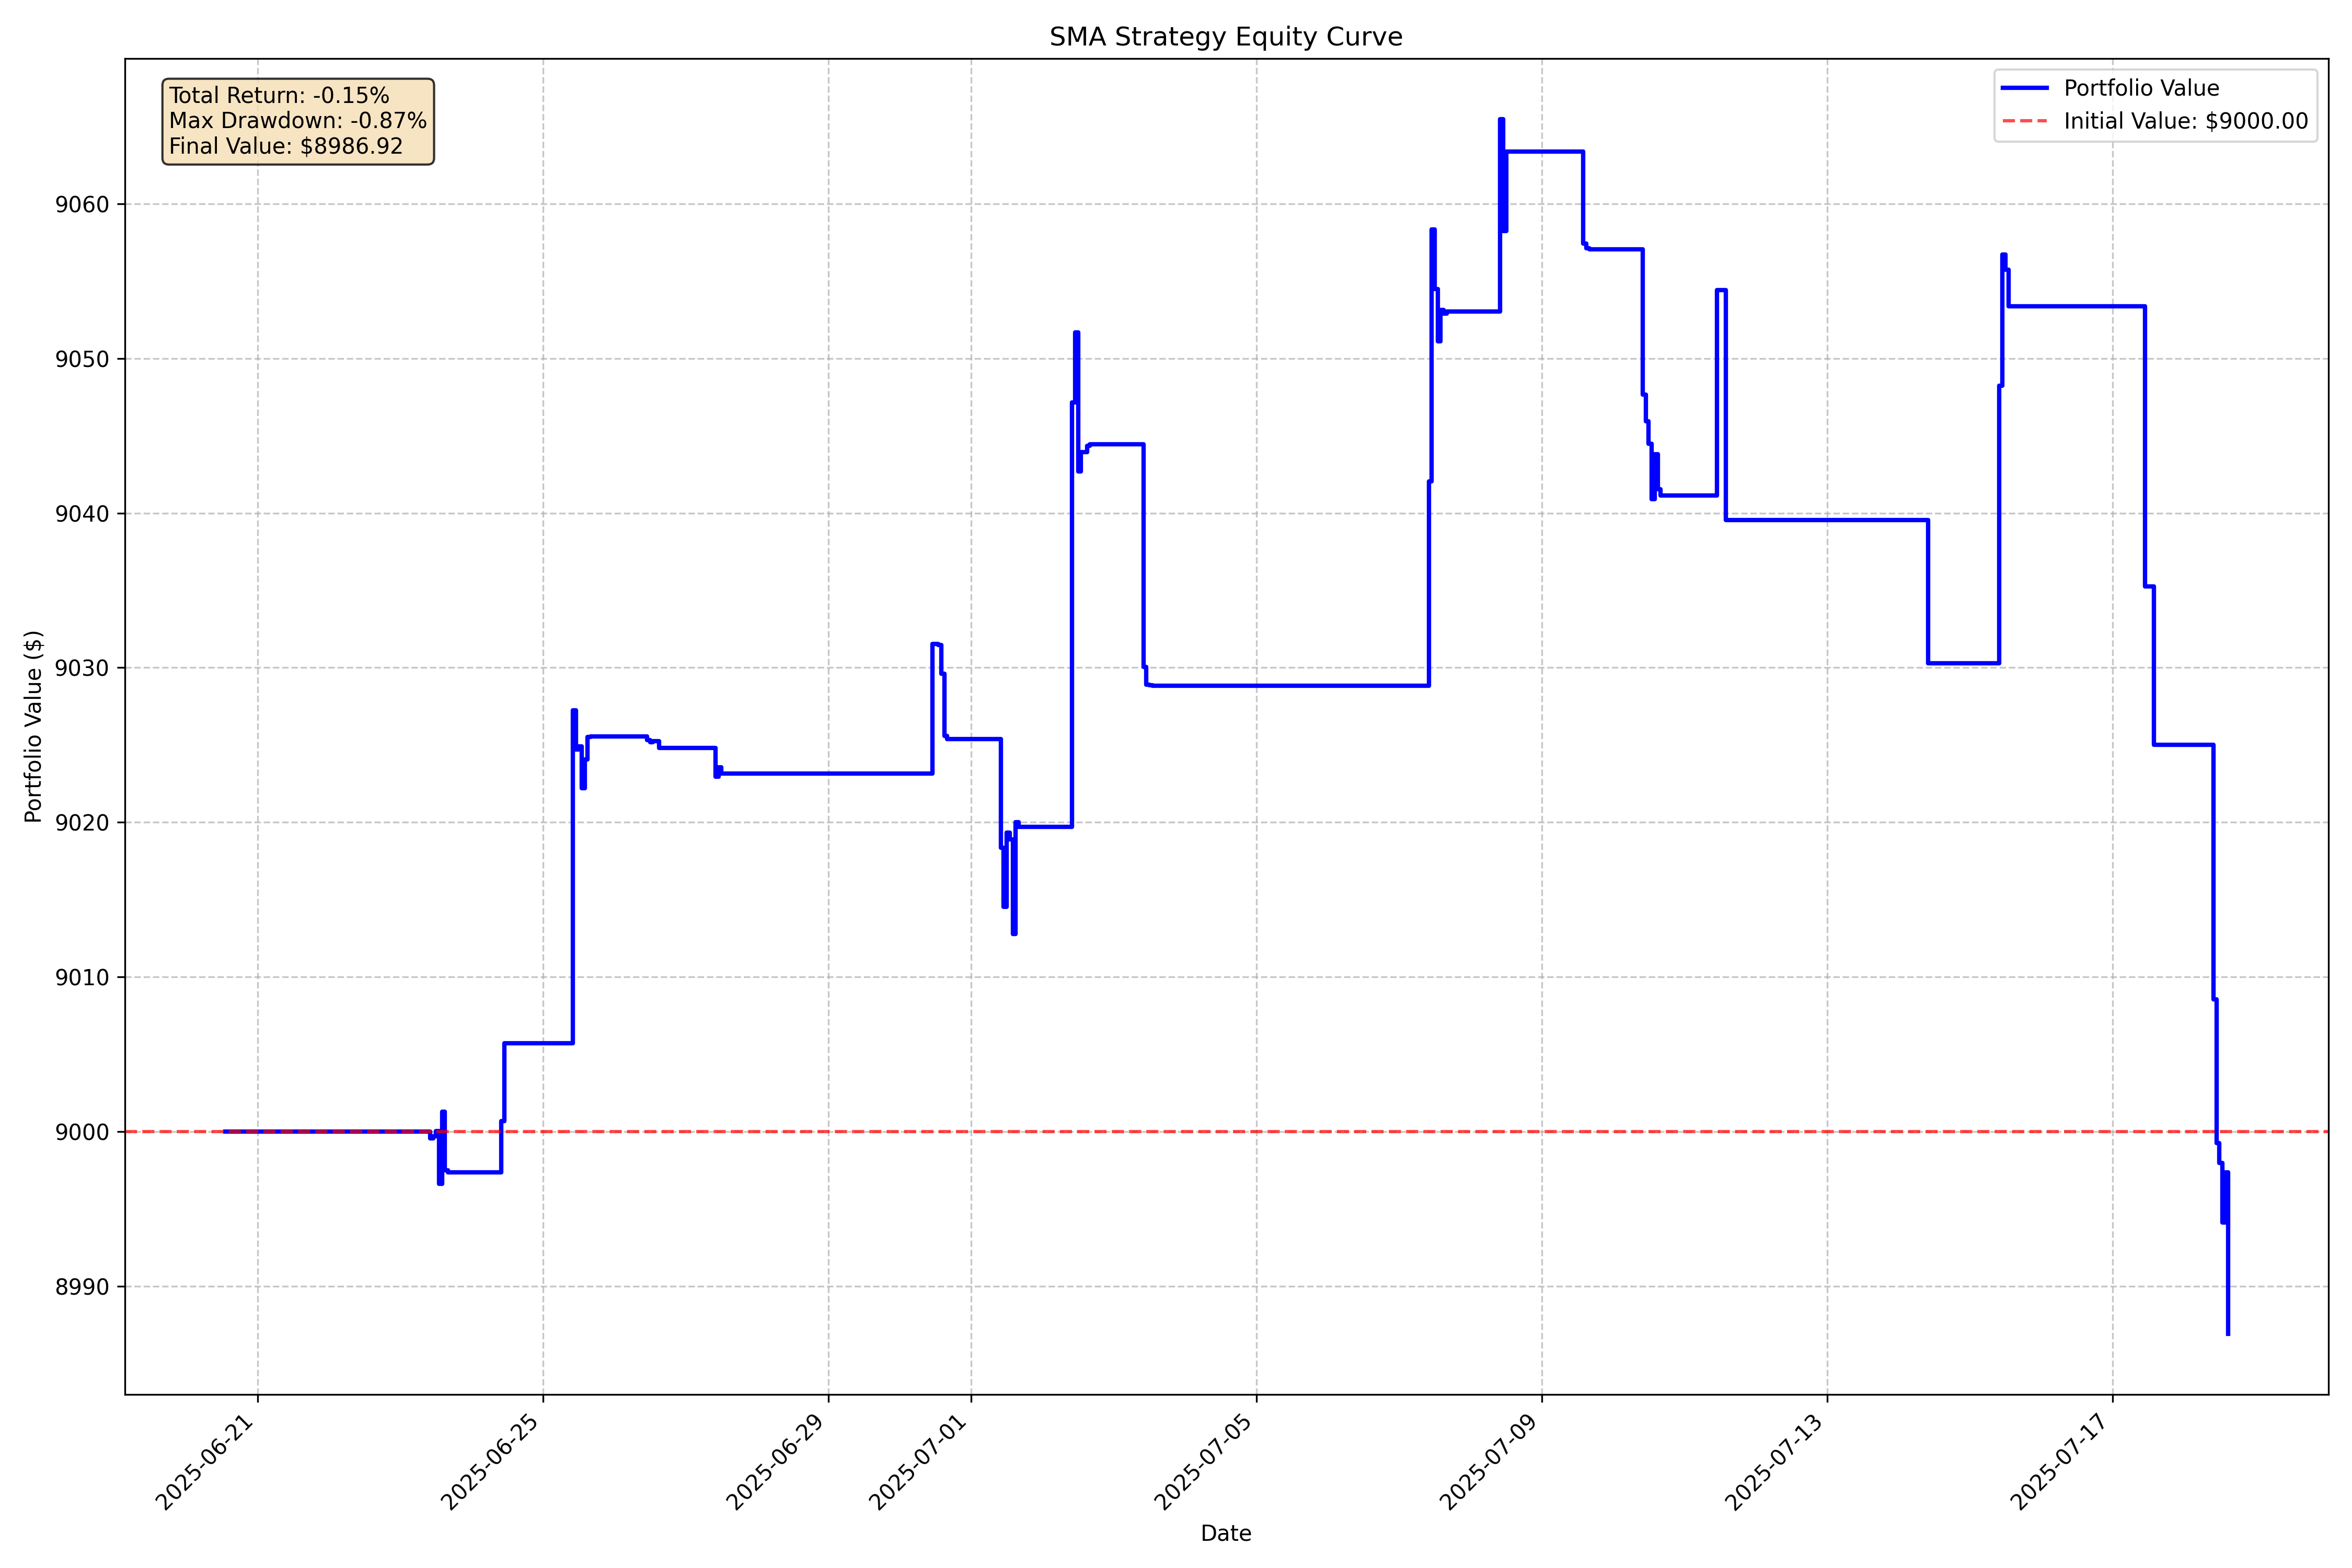 SMA Strategy Equity Curve
Total Return: -0.15%
Max Drawdown: -0.87%
Final Value: $8986.92
Portfolio Value
Initial Value: $9000.00
Portfolio Value ($)
9060
9050
9040
9030
9020
9010
9000
8990
2025-06-21
2025-06-25
2025-06-29
2025-07-01
2025-07-05
2025-07-09
2025-07-13
2025-07-17
Date